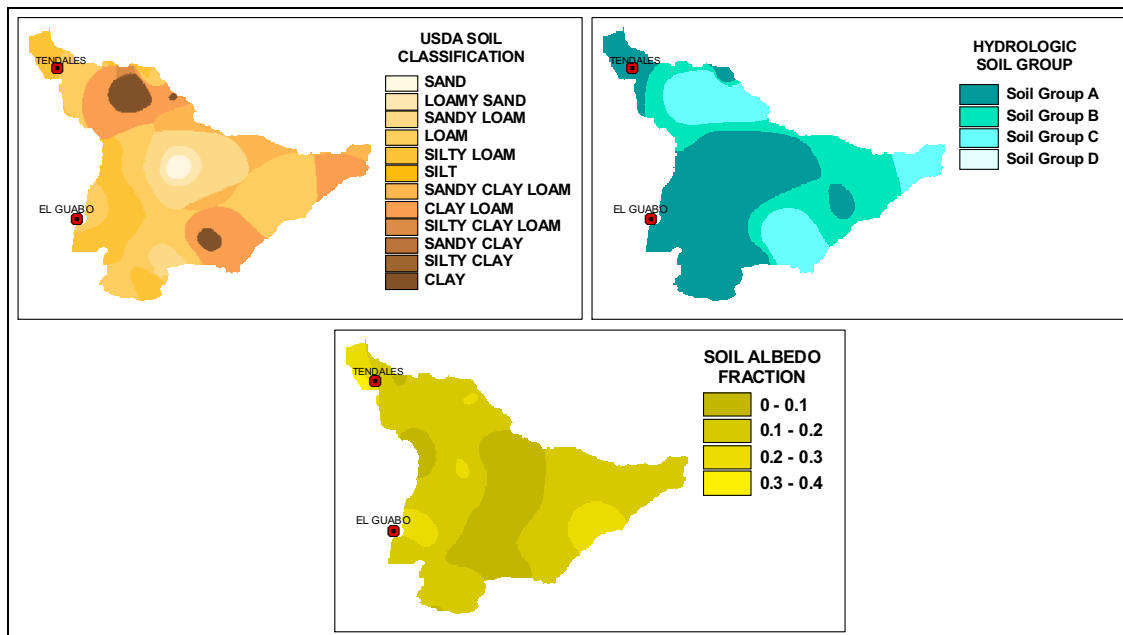 USDA SOIL
CLASSIFICATION
SAND
LOAMY SAND
SANDY LOAM
LOAM
SILTY LOAM
SILT
SANDY CLAY LOAM
CLAY LOAM
SILTY CLAY LOAM
SANDY CLAY
SILTY CLAY
CLAY
TENDALES
EL GUABO
HYDROLOGIC
SOIL GROUP
Soil Group A
Soil Group B
Soil Group C
Soil Group D
TENDALES
EL GUABO
SOIL ALBEDO
FRACTION
0 - 0.1
0.1 - 0.2
0.2 - 0.3
0.3 - 0.4
TENDALES
EL GUABO